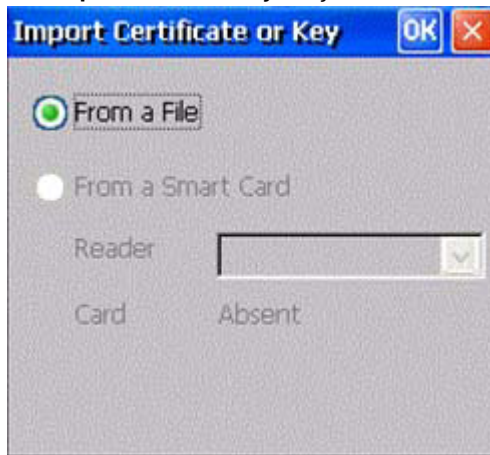 Import Certificate or Key OK
From a File
From a Smart Card
Reader
Card Absent